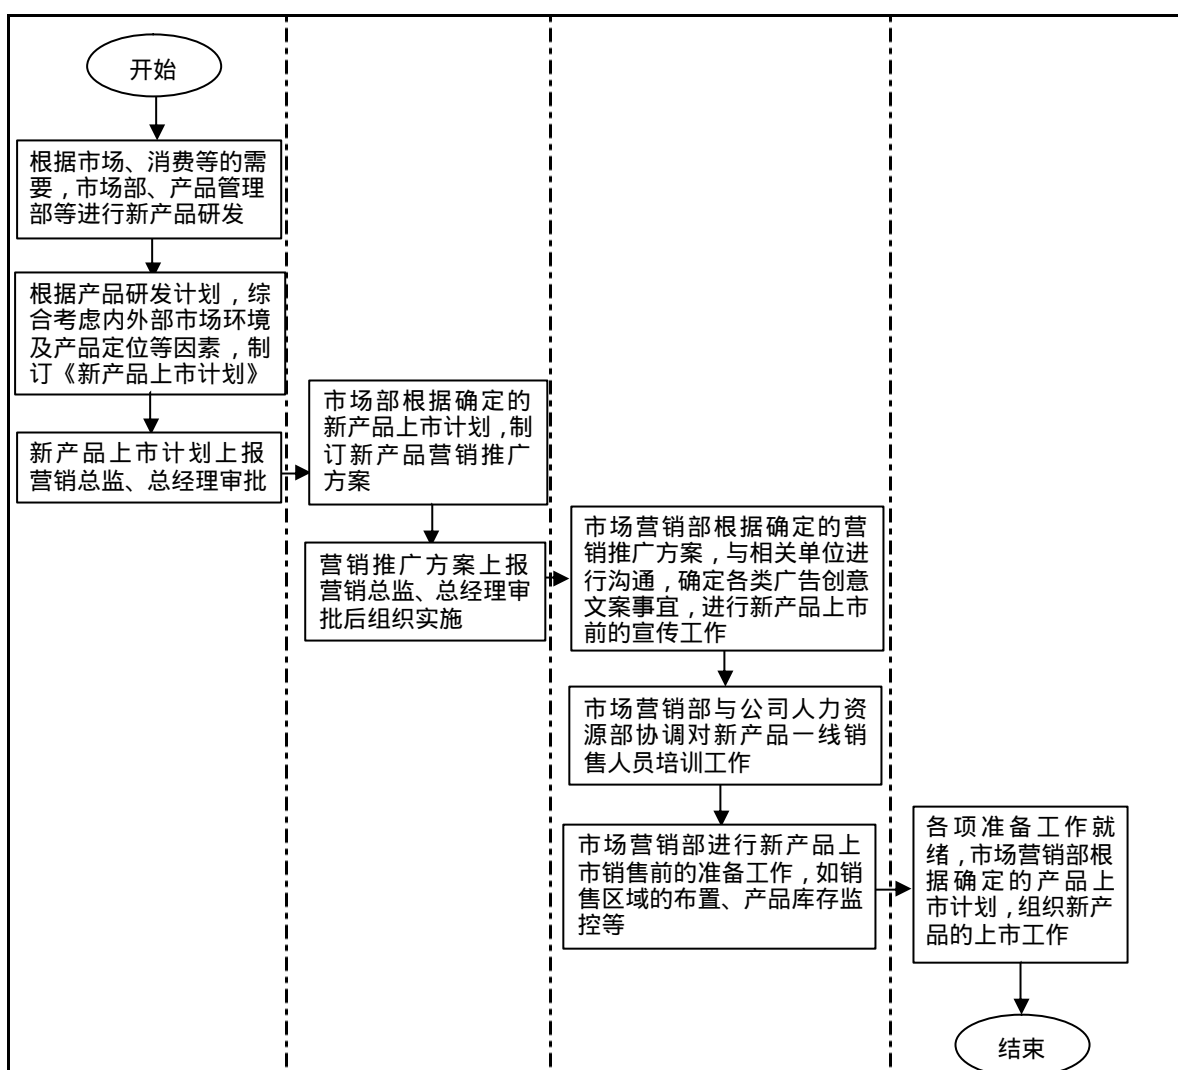 开始
根据市场、消费等的需
要，市场部、产品管理
部等进行新产品研发
根据产品研发计划，综
合考虑内外部市场环境
及产品定位等因素，制
订《新产品上市计划》
新产品上市计划上报
营销总监、总经理审批
市场部根据确定的
新产品上市计划，制
订新产品营销推广
方案
营销推广方案上报
营销总监、总经理审
批后组织实施
市场营销部根据确定的营
销推广方案，与相关单位进
行沟通，确定各类广告创意
文案事宜，进行新产品上市
前的宣传工作
市场营销部与公司人力资
源部协调对新产品一线销
售人员培训工作
市场营销部进行新产品上
市销售前的准备工作，如销
售区域的布置、产品库存监
控等
各项准备工作就
绪，市场营销部根
据确定的产品上
市计划，组织新产
品的上市工作
结束